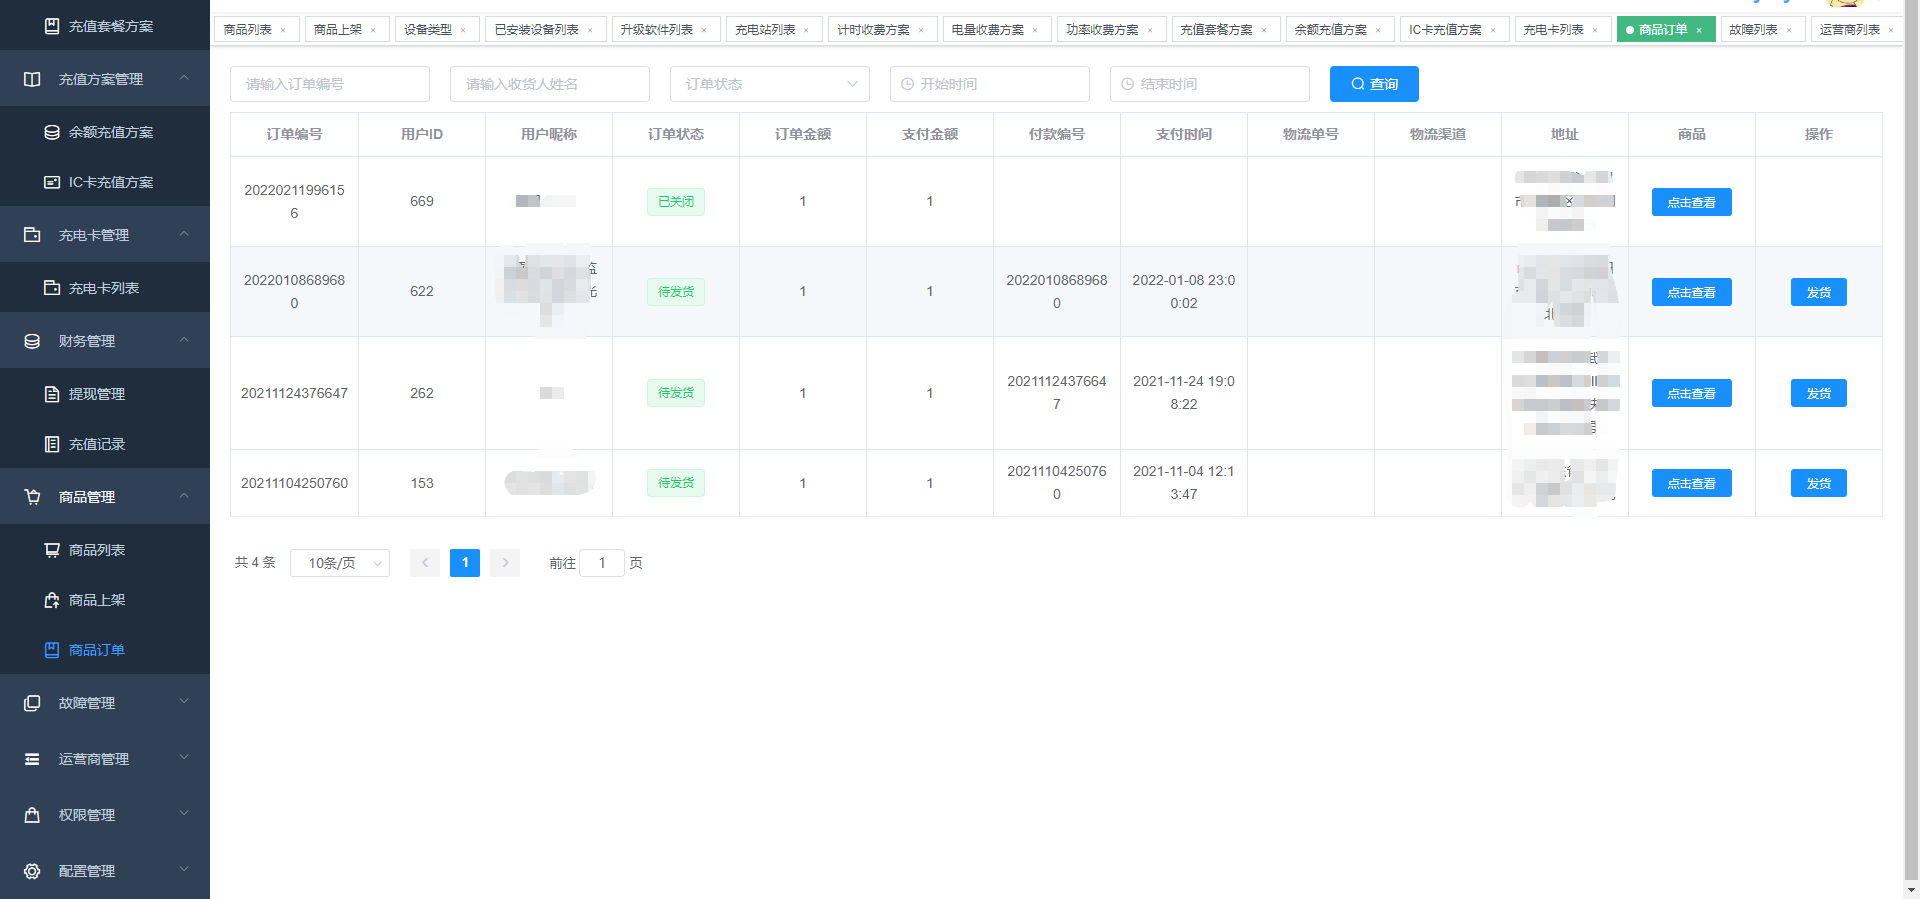 充值套餐方案
充值方案管理
余额充值方案
IC卡充值方案
充电卡管理
充电卡列表
财务管理
提现管理
充值记录
商品管理
商品列表
商品上架
商品订单
故障管理
运营商管理
权限管理
配置管理
商品列表 × 商品上架 × 设备类型 × 已安装设备列表 × 升级软件列表 × 充电站列表 × 计时收费方案 × 电量收费方案 × 功率收费方案 × 充值套餐方案 × 余额充值方案 × IC卡充值方案 × 充电卡列表 × 商品订单 × 故障列表 × 运营商列表 ×
请输入订单编号 请输入收货人姓名 订单状态 开始时间 结束时间 查询
订单编号 用户ID 用户昵称 订单状态 订单金额 支付金额 付款编号 支付时间 物流单号 物流渠道 地址 商品 操作
2022021199615
6
669 已关闭 1 1 点击查看
2022010868968
0
622 待发货 1 1
2022010868968
0
2022-01-08 23:0
0:02
点击查看 发货
20211124376647 262 待发货 1 1
2021112437664
7
2021-11-24 19:0
8:22
点击查看 发货
20211104250760 153 待发货 1 1
2021110425076
0
2021-11-04 12:1
3:47
点击查看 发货
共 4 条 10条/页 1 前往 1 页